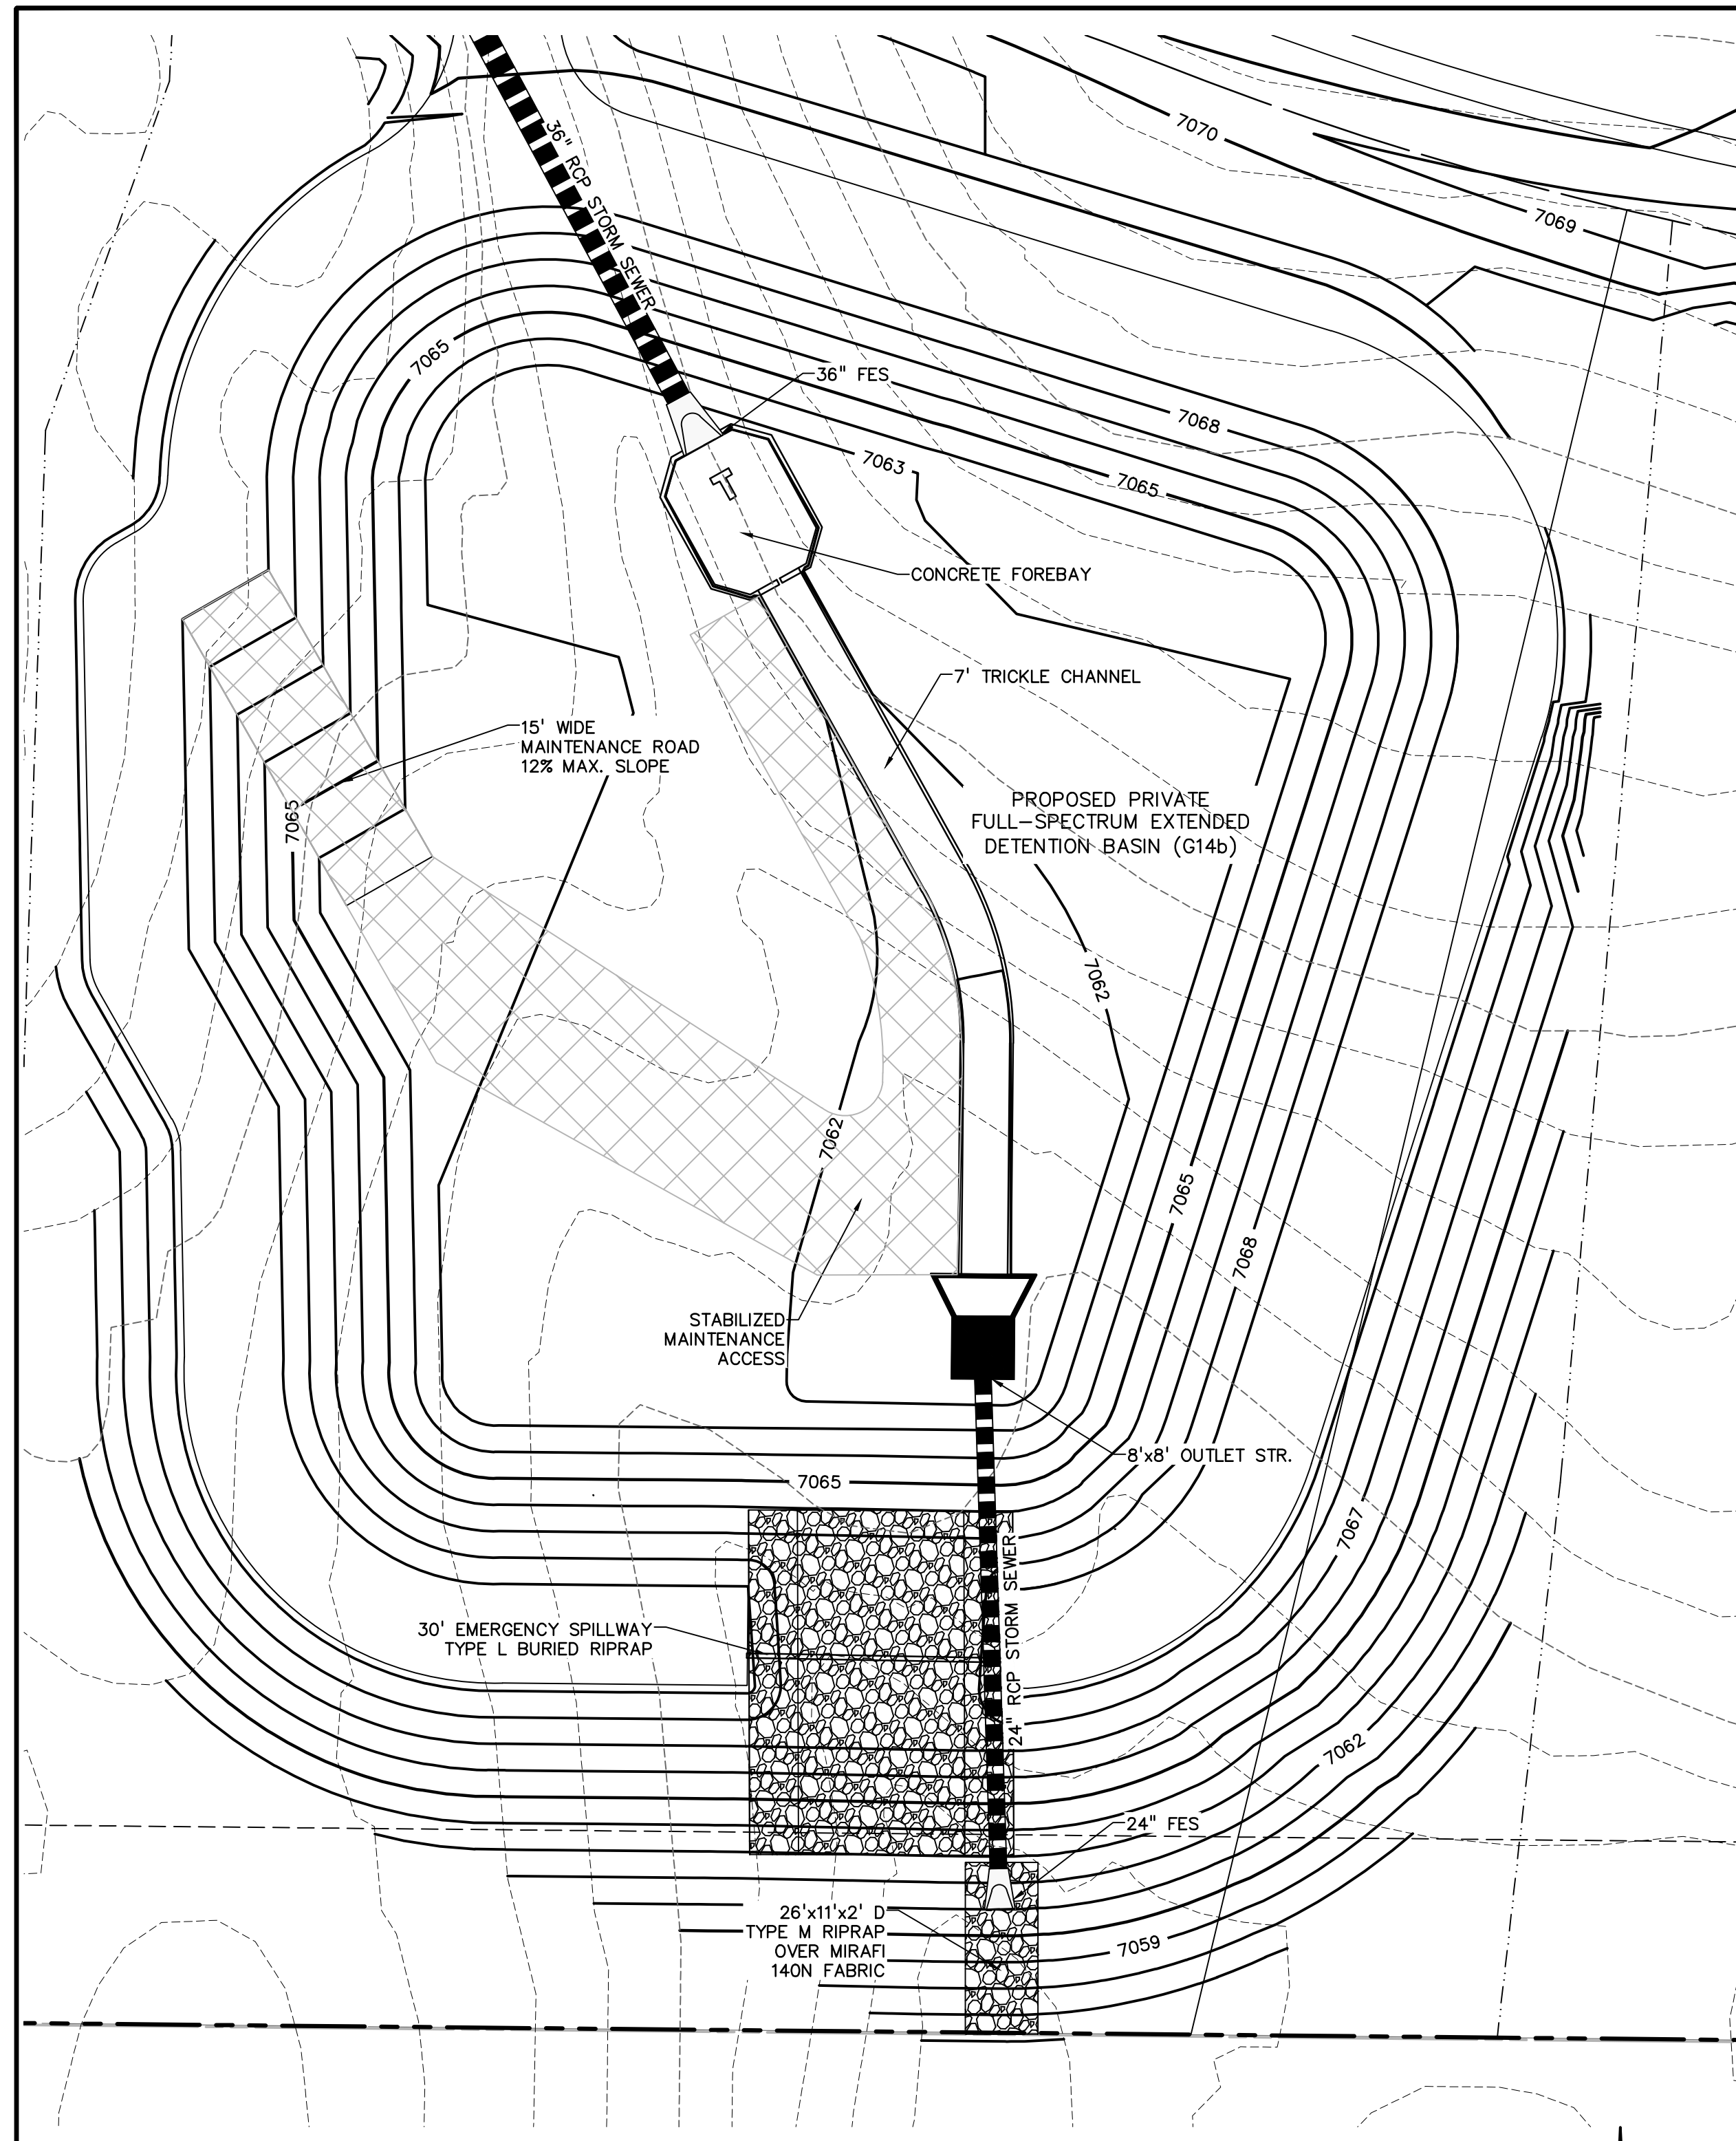 7070
7069
36" RCP STORM SEWER
7065
36" FES
7068
7063
7065
CONCRETE FOREBAY
7' TRICKLE CHANNEL
15' WIDE
MAINTENANCE ROAD
12% MAX. SLOPE
7065
PROPOSED PRIVATE
FULL-SPECTRUM EXTENDED
DETENTION BASIN (G14b)
7062
7062
7065
7068
STABILIZED
MAINTENANCE
ACCESS
8'x8' OUTLET STR.
7065
7067
24" RCP STORM SEWER
30' EMERGENCY SPILLWAY
TYPE L BURIED RIPRAP
7062
24" FES
26'x11'x2' D
TYPE M RIPRAP
OVER MIRAFI
140N FABRIC
7059